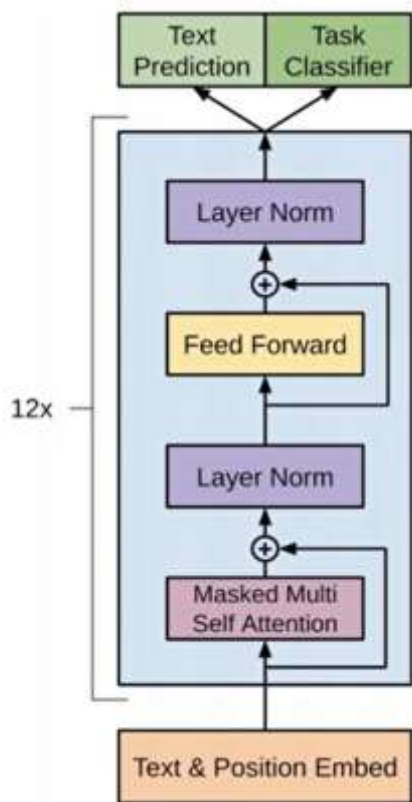 Text
Prediction
Task
Classifier
Layer Norm
+
Feed Forward
12x
Layer Norm
+
Masked Multi
Self Attention
Text & Position Embed